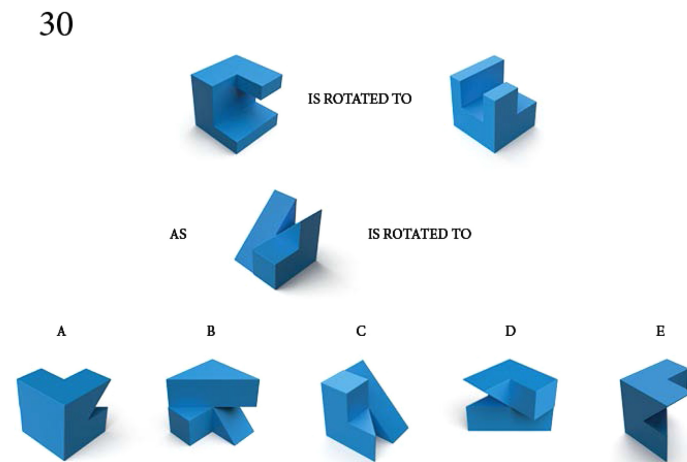 30
IS ROTATED TO
AS
IS ROTATED TO
A B C D E